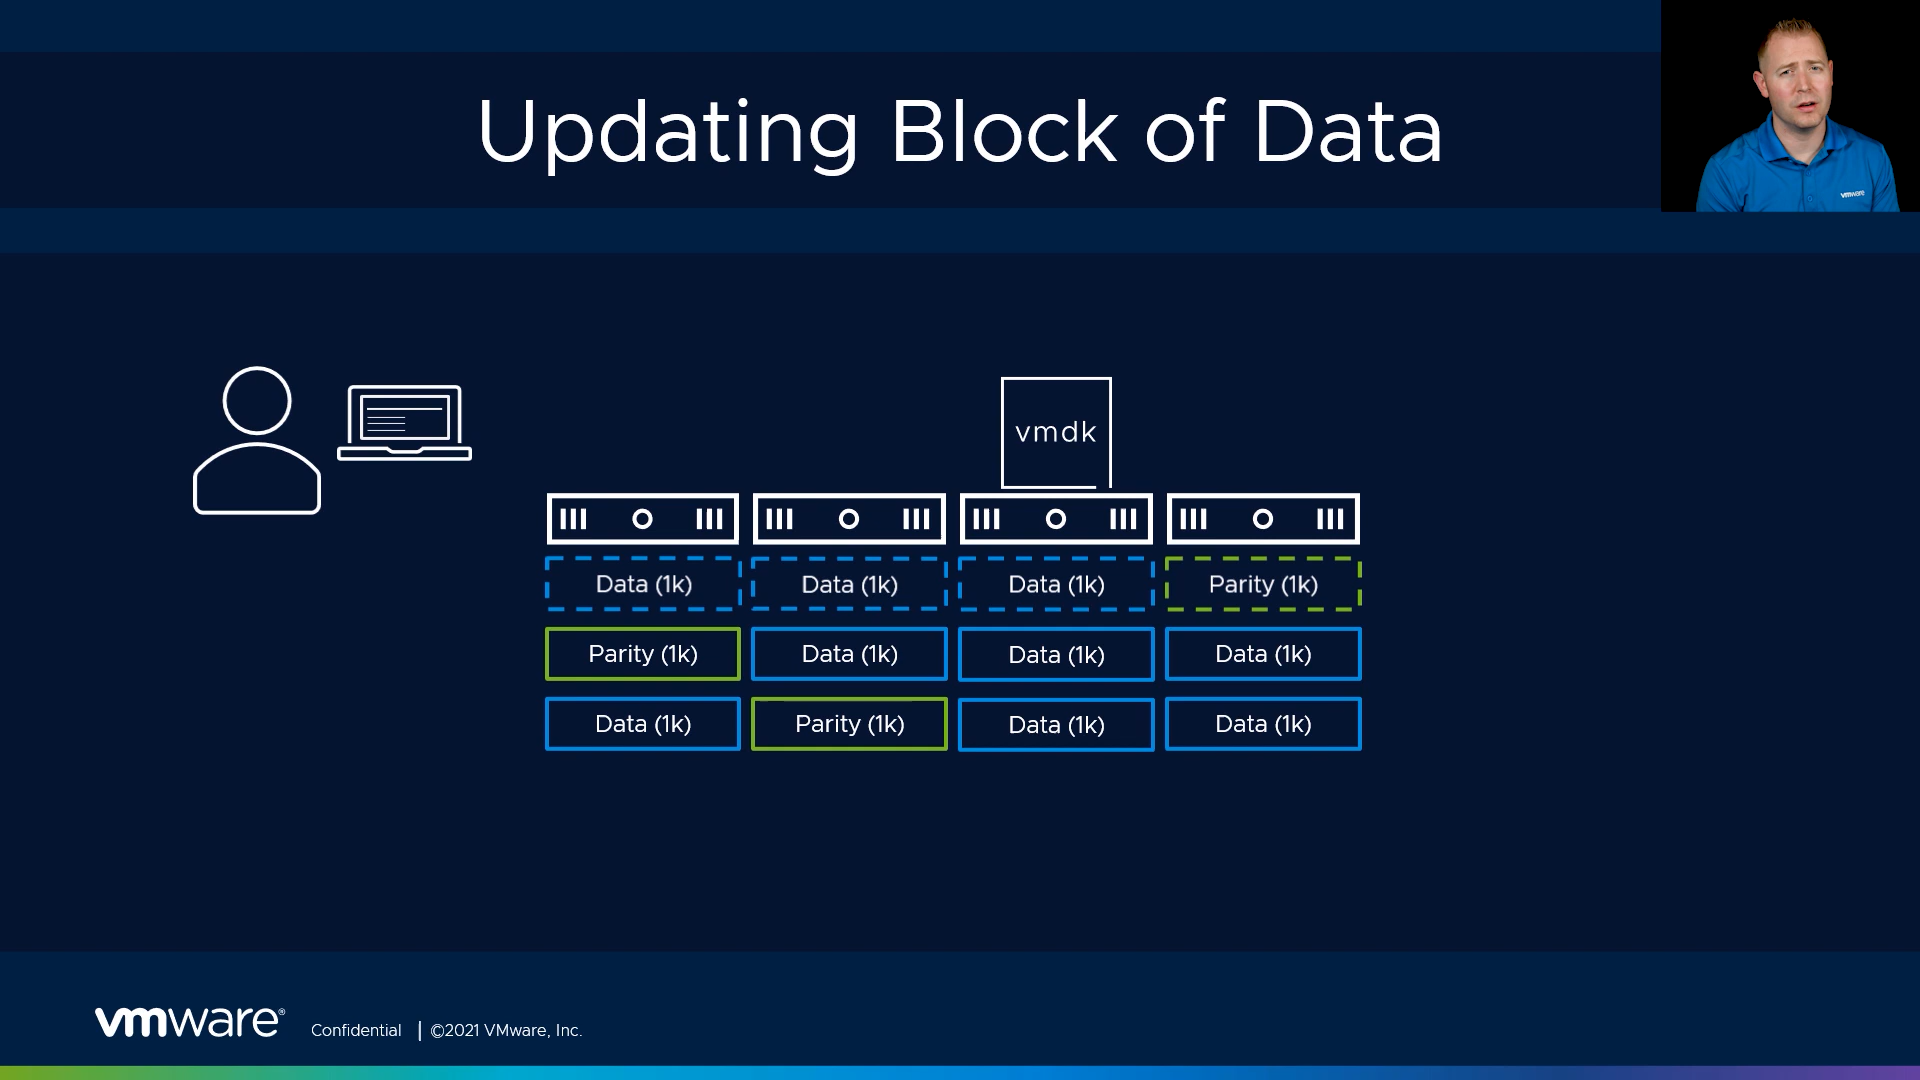 Updating Block of Data
vmware
vmdk
Data (1k) Data (1k) Data (1k) Parity (1k)
Parity (1k) Data (1k) Data (1k) Data (1k)
Data (1k) Parity (1k) Data (1k) Data (1k)
vmware® Confidential | ©2021 VMware, Inc.